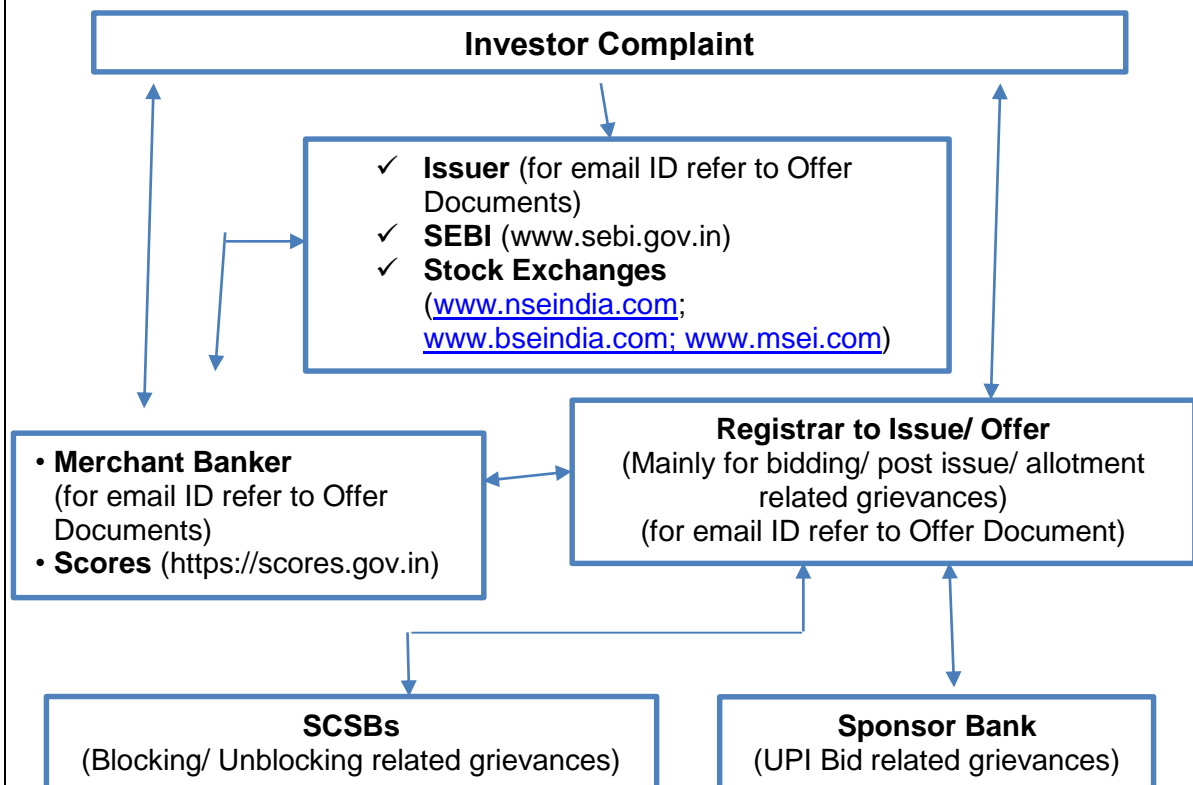 Investor Complaint
✓ Issuer (for email ID refer to Offer
Documents)
✓ SEBI (www.sebi.gov.in)
✓ Stock Exchanges
(www.nseindia.com;
www.bseindia.com; www.msei.com)
• Merchant Banker
(for email ID refer to Offer
Documents)
• Scores (https://scores.gov.in)
Registrar to Issue/ Offer
(Mainly for bidding/ post issue/ allotment
related grievances)
(for email ID refer to Offer Document)
SCSBs
(Blocking/ Unblocking related grievances)
Sponsor Bank
(UPI Bid related grievances)